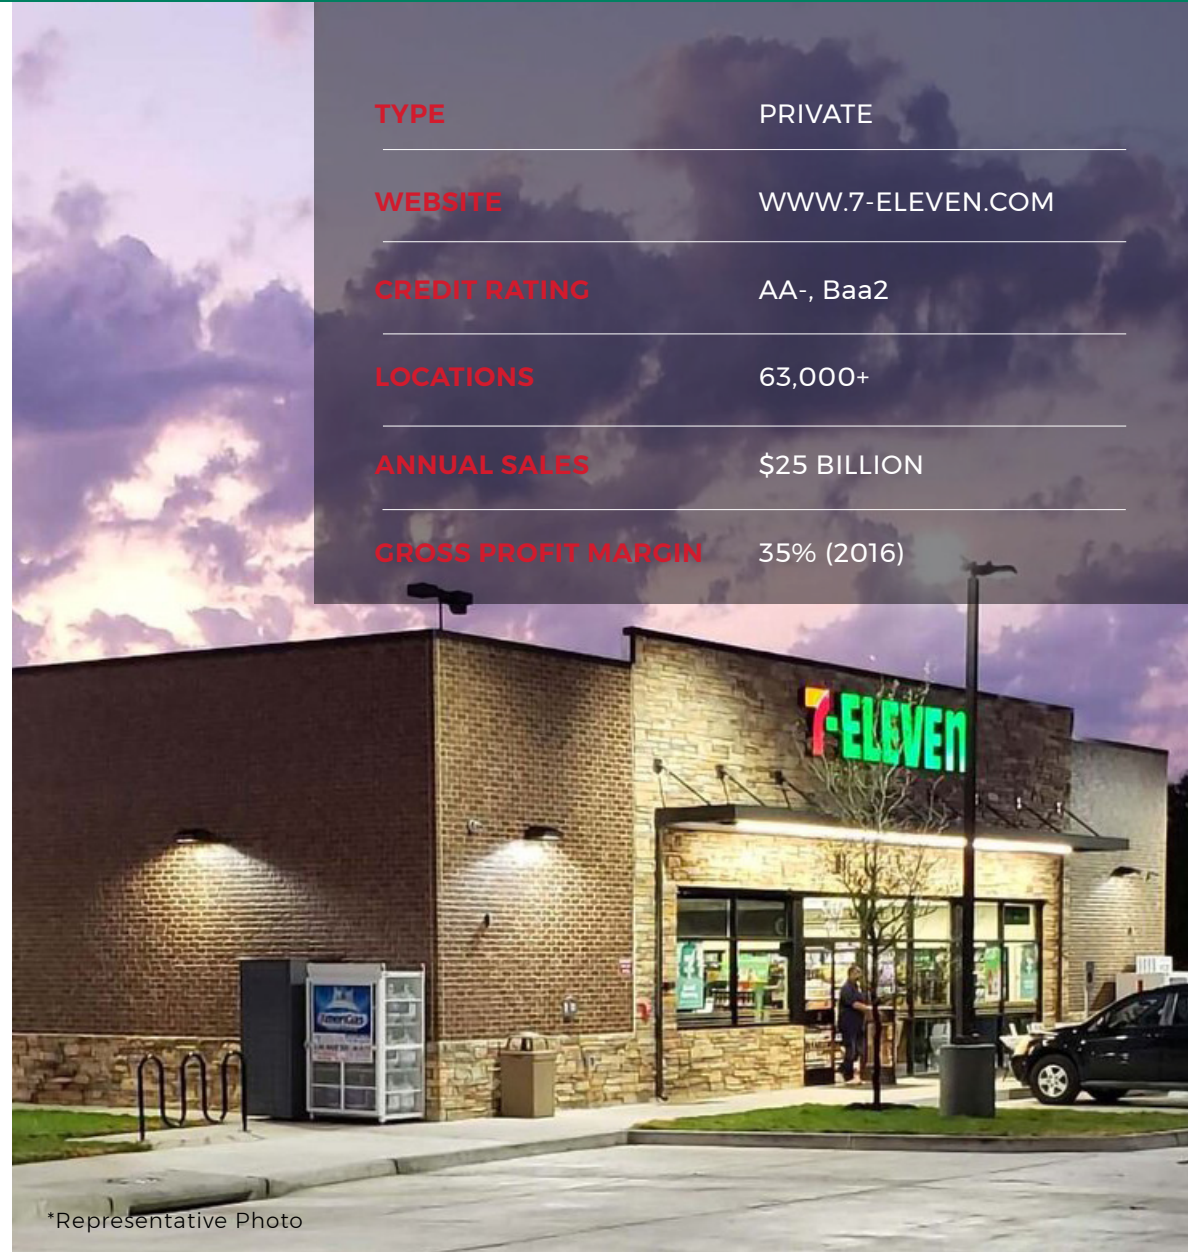 TYPE PRIVATE
WEBSITE WWW.7-ELEVEN.COM
CREDIT RATING AA-, Baa2
LOCATIONS 63,000+
ANNUAL SALES $25 BILLION
GROSS PROFIT MARGIN 35% (2016)
7-ELEVEn
AmeriGas
*Representative Photo